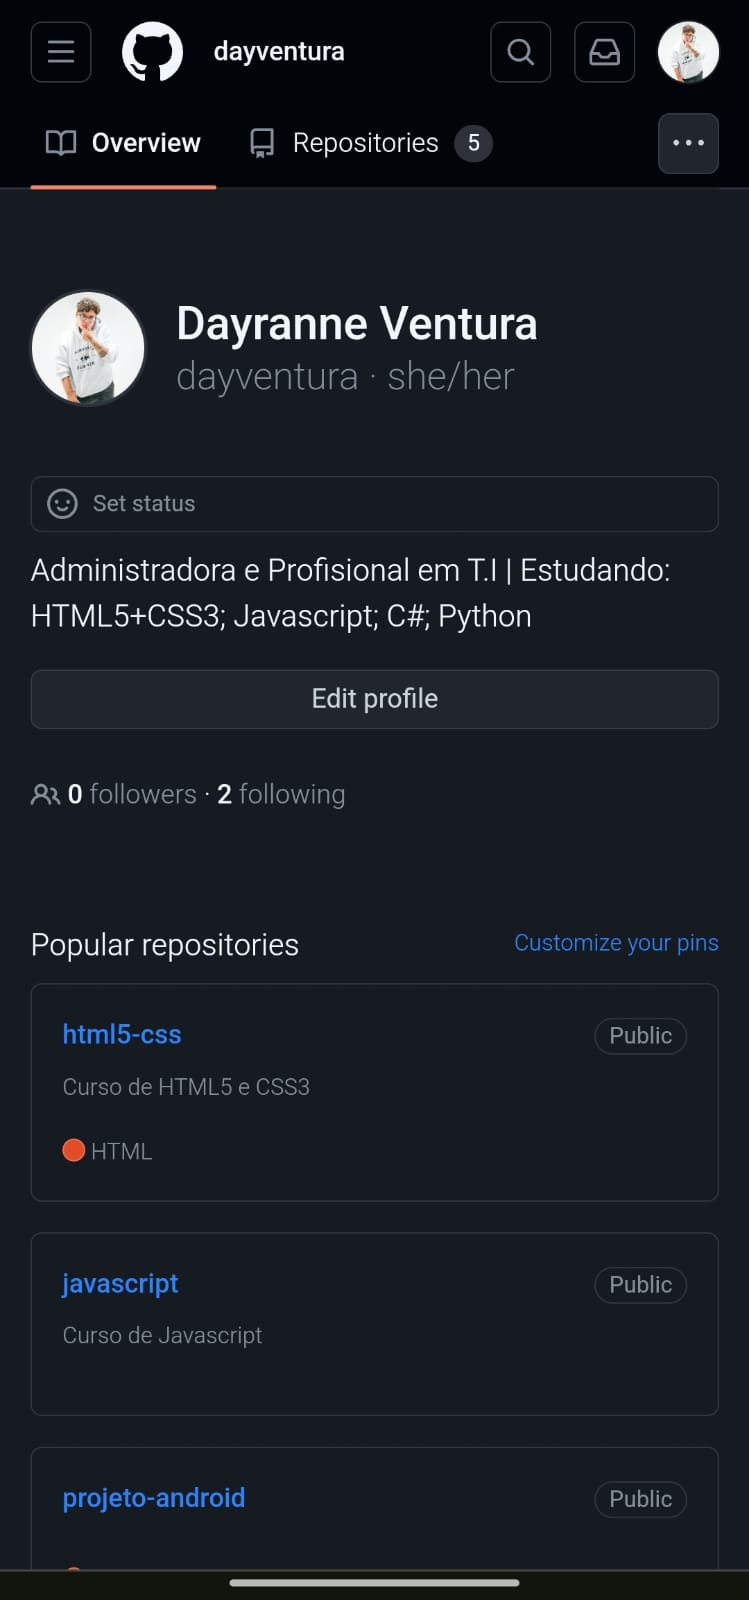 dayventura
Overview Repositories 5
Dayranne Ventura
dayventura · she/her
Set status
Administradora e Profisional em T.I | Estudando:
HTML5+CSS3; Javascript; C#; Python
Edit profile
0 followers · 2 following
Popular repositories Customize your pins
html5-css Public
Curso de HTML5 e CSS3
HTML
javascript Public
Curso de Javascript
projeto-android Public